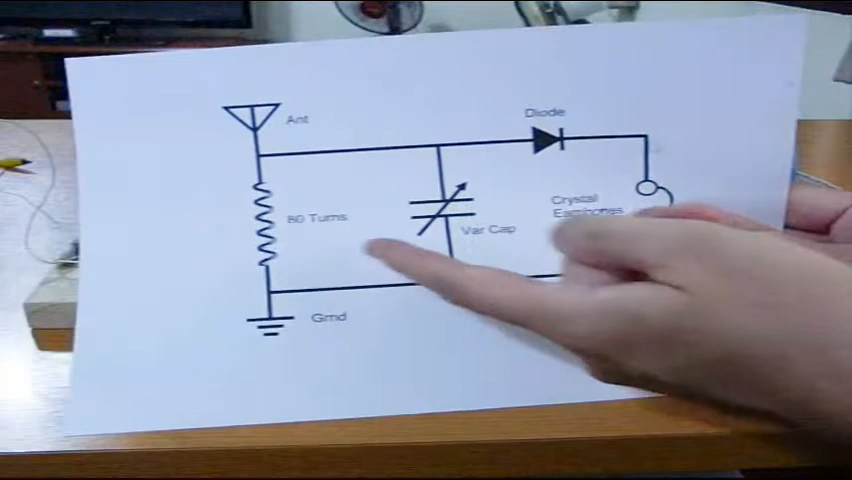 Ant
Diode
80 Turns
Crystal
Earphones
Var Cap
Grnd